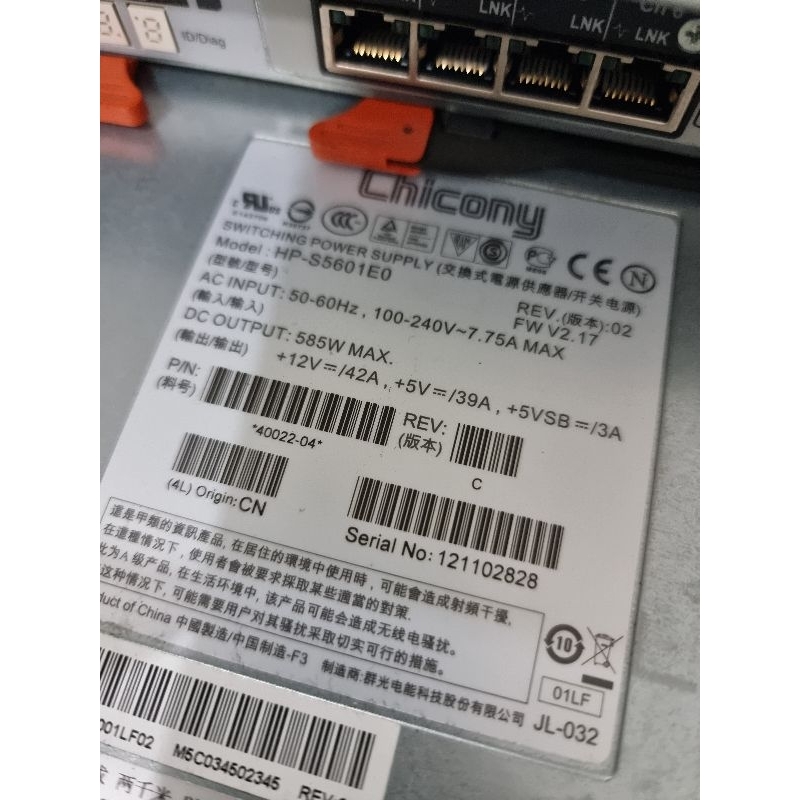 LNK
LNK
LNK
ID/Diag
Chicony
SWITCHING POWER SUPPLY (交換式電源供應器/开关电源)
Model : HP-S5601E0
(型號/型号)
REV.(版本):02
AC INPUT: 50-60Hz , 100-240V~7.75A MAX
FW V2.17
(輸入/输入)
DC OUTPUT: 585W MAX.
(輸出/输出)
+12V⎓/42A , +5V⎓/39A , +5VSB⎓/3A
P/N:
(料号)
*40022-04*
REV:
(版本)
C
(4L) Origin: CN
Serial No: 121102828
這是甲類的資訊產品, 在居住的環境中使用時, 可能會造成射頻干擾,
在這種情況下, 使用者會被要求採取某些適當的對策.
此为A级产品, 在生活环境中, 该产品可能会造成无线电骚扰。
这种情况下, 可能需要用户对其骚扰采取切实可行的措施。
duct of China 中國製造/中国制造-F3
制造商:群光电能科技股份有限公司
10
01LF
JL-032
001LF02
M5C034502345
REV
两千米